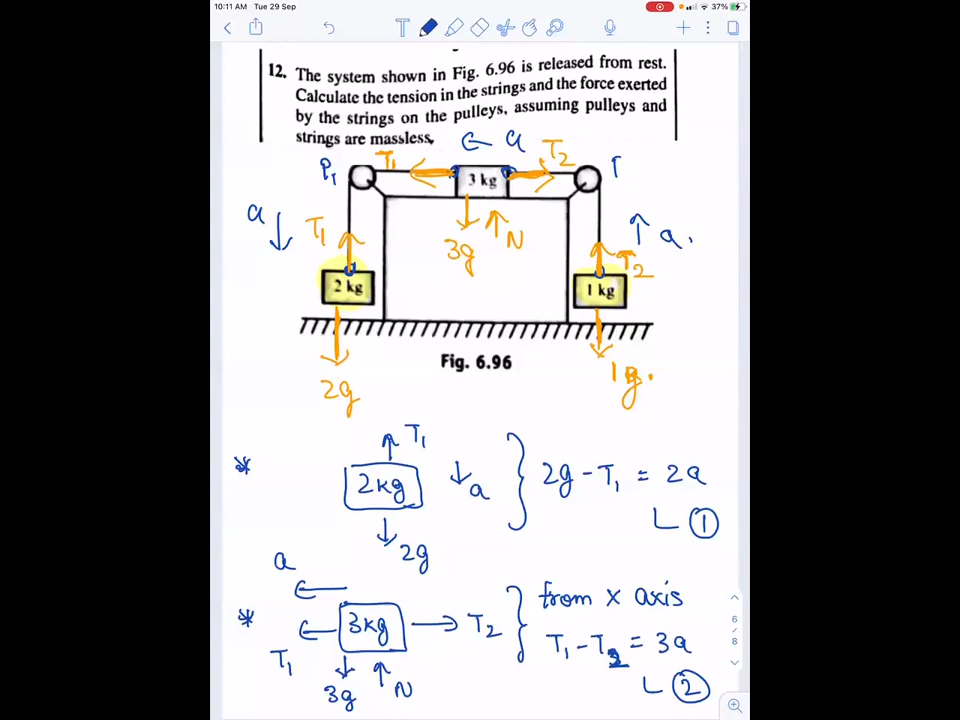 10:11 AM Tue 29 Sep
37%
12. The system shown in Fig. 6.96 is released from rest.
Calculate the tension in the strings and the force exerted
by the strings on the pulleys, assuming pulleys and
strings are massless.
← a
P₁ T₁ T₂
3 kg
a ↓ T₁ 3g N T₂ ↑ a.
2 kg 1 kg
Fig. 6.96
2g 1g.
* T₁
2kg ↓ a } 2g - T₁ = 2a
2g ①
a
from x axis
* 3kg → T₂ } T₁ - T₂ = 3a
T₁ 3g N ②
6
/
8